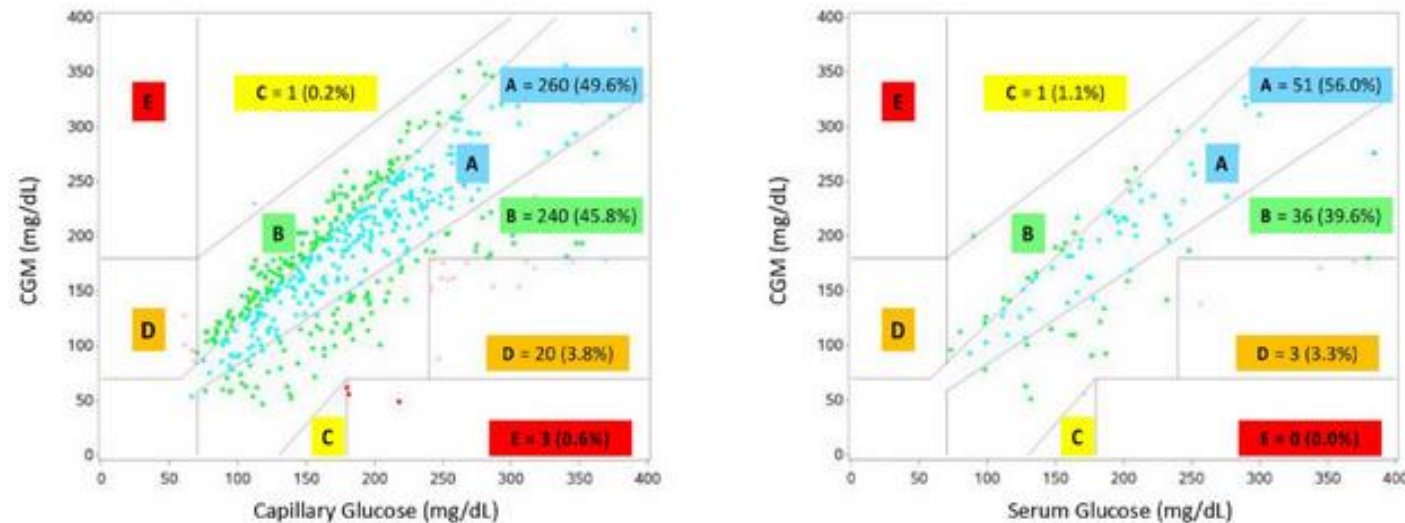 400
350
300
250
200
150
100
50
0
CGM (mg/dL)
E
C = 1 (0.2%)
A = 260 (49.6%)
A
B = 240 (45.8%)
B
D
D = 20 (3.8%)
C
E = 3 (0.6%)
0 50 100 150 200 250 300 350 400
Capillary Glucose (mg/dL)
400
350
300
250
200
150
100
50
0
CGM (mg/dL)
E
C = 1 (1.1%)
A = 51 (56.0%)
A
B = 36 (39.6%)
B
D
D = 3 (3.3%)
C
E = 0 (0.0%)
0 50 100 150 200 250 300 350 400
Serum Glucose (mg/dL)